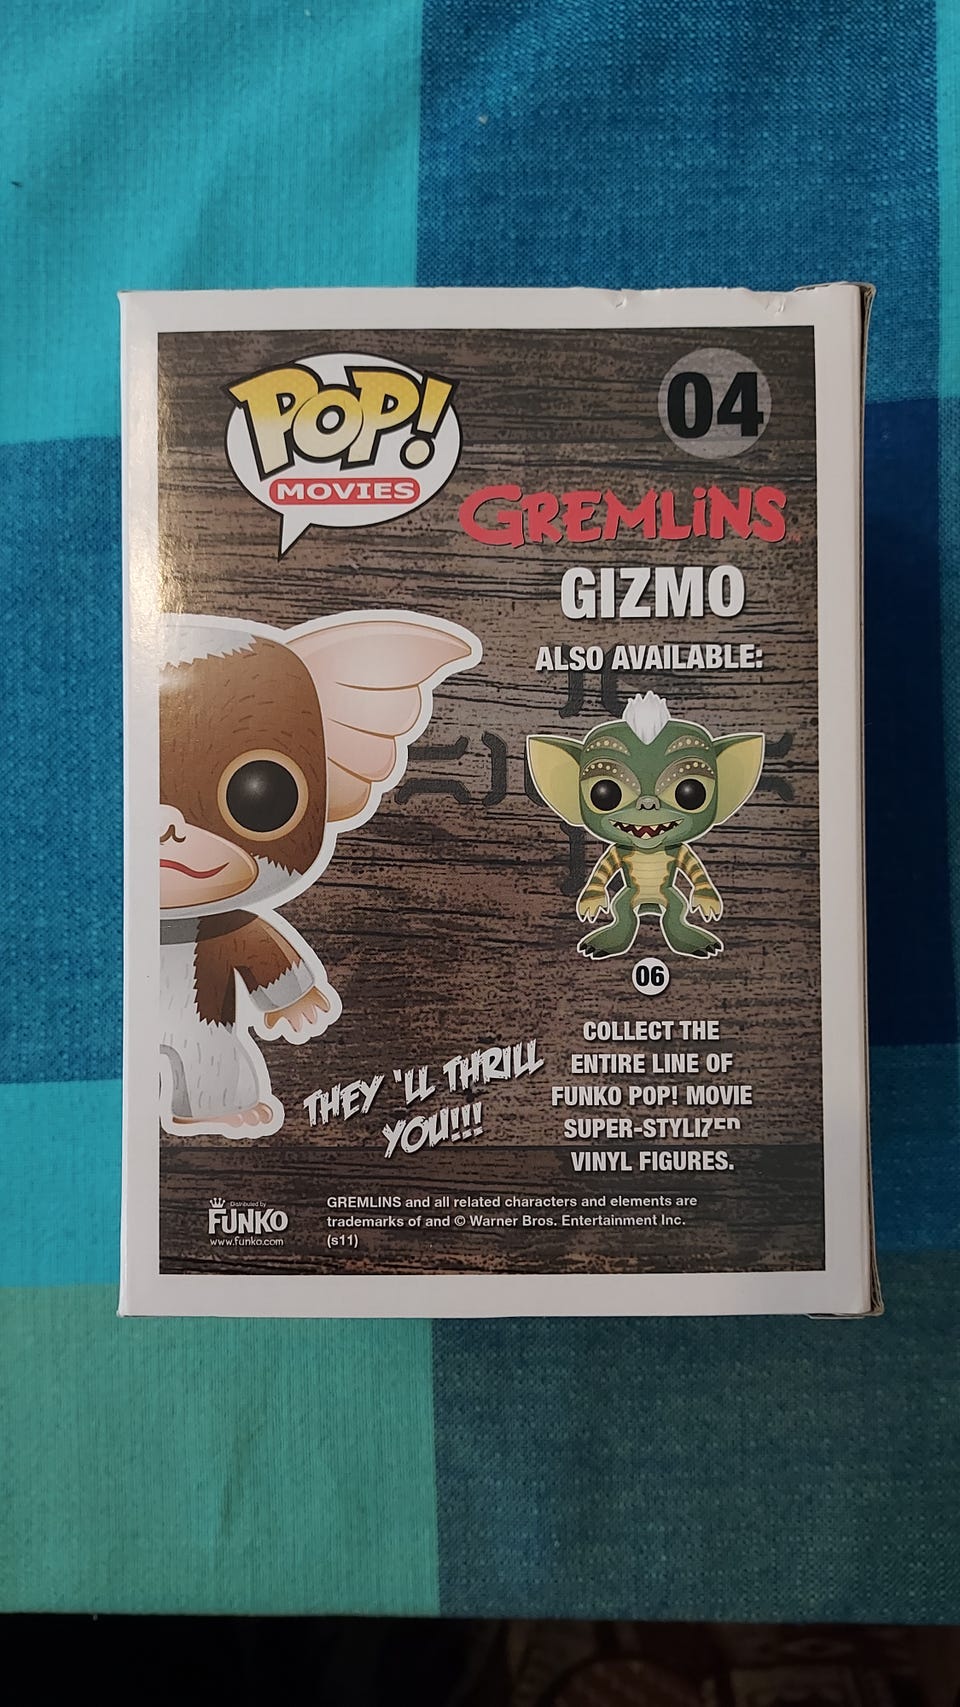 POP!
MOVIES
04
GREMLiNS
GIZMO
ALSO AVAILABLE:
06
COLLECT THE
ENTIRE LINE OF
FUNKO POP! MOVIE
SUPER-STYLIZED
VINYL FIGURES.
THEY 'LL THRILL
YOU!!!
Distributed by
FUNKO
www.funko.com
GREMLINS and all related characters and elements are
trademarks of and © Warner Bros. Entertainment Inc.
(s11)